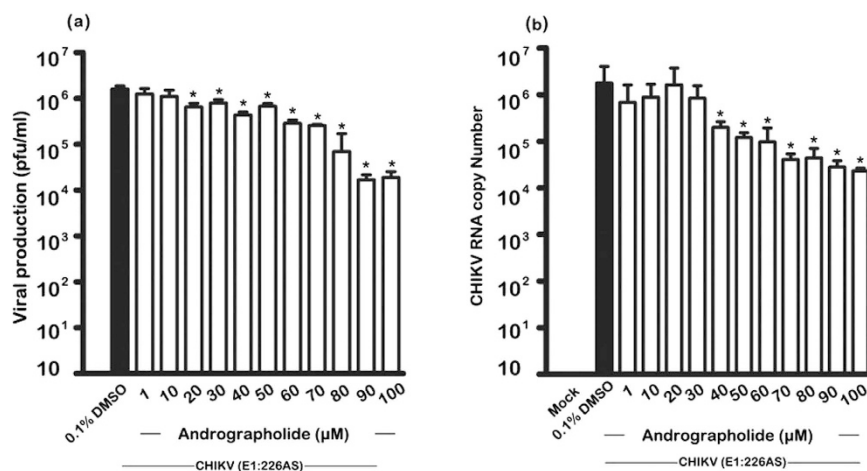 (a)
Viral production (pfu/ml)
10⁷
10⁶
10⁵
10⁴
10³
10²
10¹
10
* * * * * * * * *
0.1% DMSO 1 10 20 30 40 50 60 70 80 90 100
— Andrographolide (µM) —
CHIKV (E1:226AS)
(b)
CHIKV RNA copy Number
10⁷
10⁶
10⁵
10⁴
10³
10²
10¹
10
* * * * * * *
Mock 0.1% DMSO 1 10 20 30 40 50 60 70 80 90 100
— Andrographolide (µM) —
CHIKV (E1:226AS)